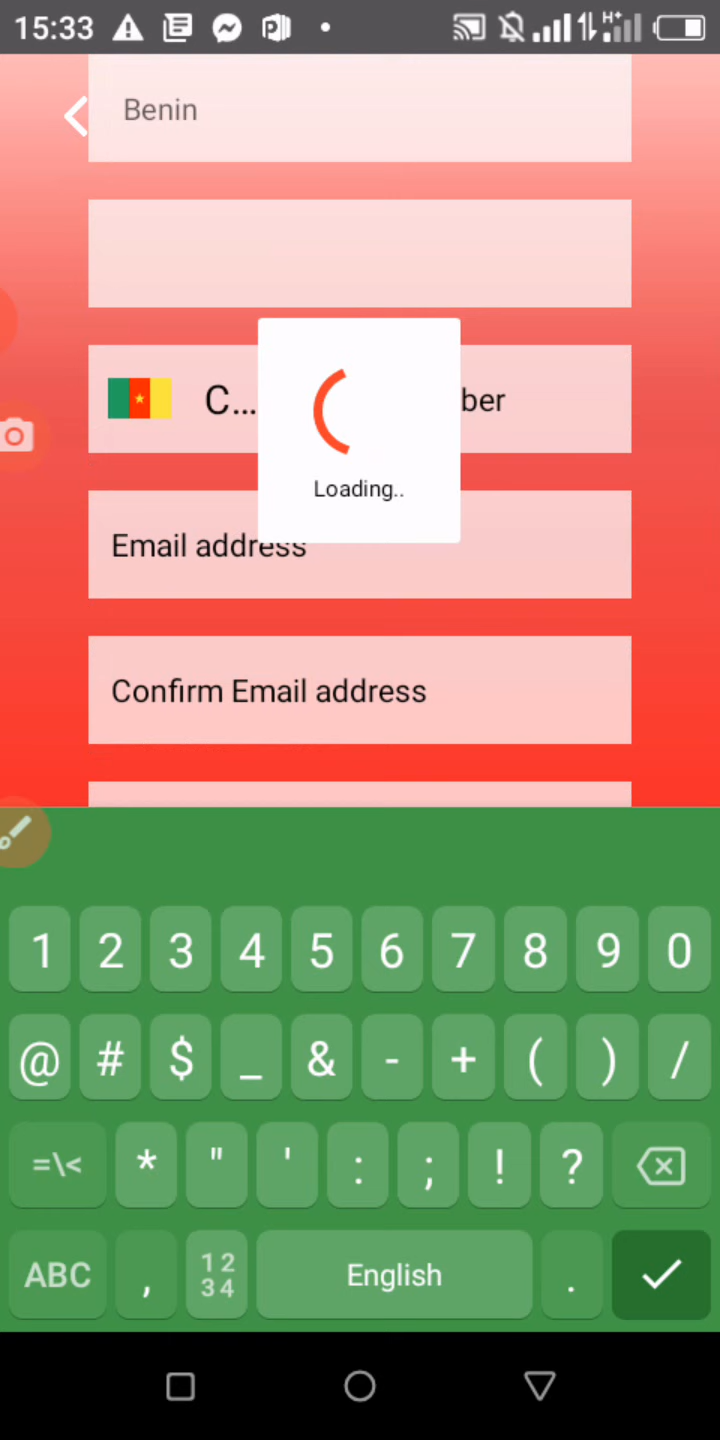 15:33
H+
Benin
C... ber
Loading..
Email address
Confirm Email address
1 2 3 4 5 6 7 8 9 0
@ # $ _ & - + ( ) /
=\< * " ' : ; ! ?
ABC , 12 34 English .